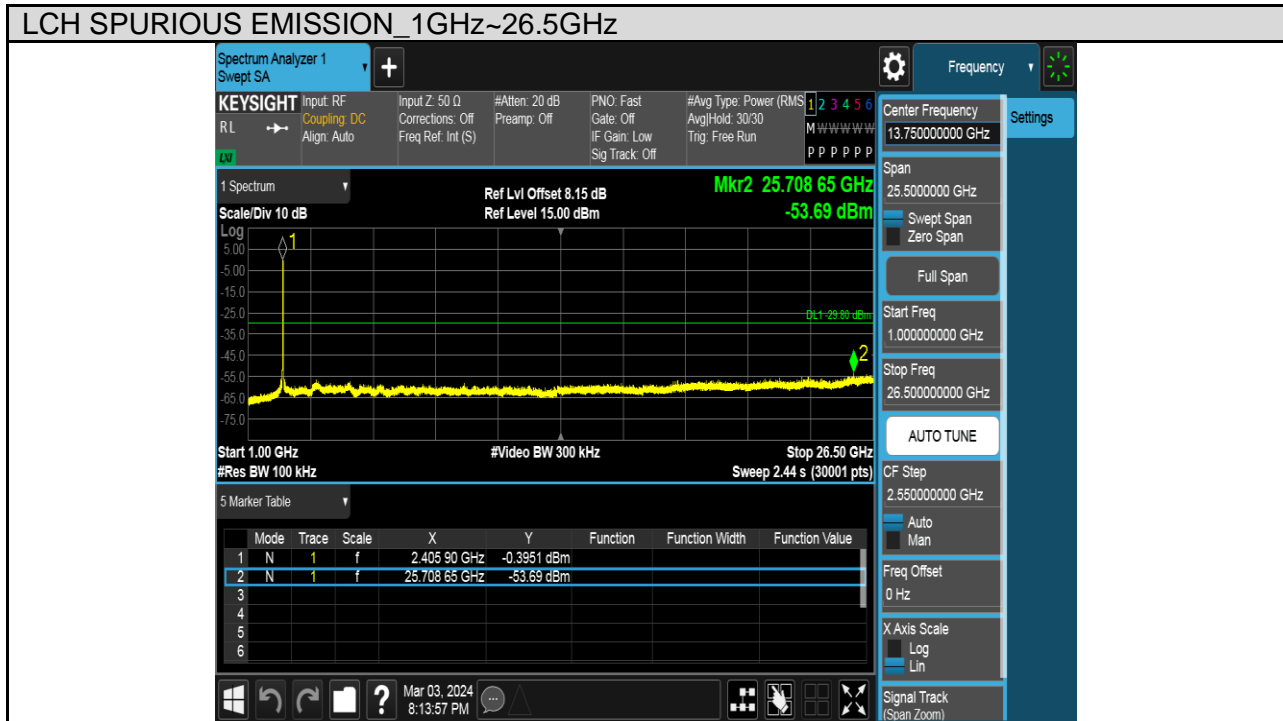 LCH SPURIOUS EMISSION_1GHz~26.5GHz
Spectrum Analyzer 1
Swept SA
+
Frequency
KEYSIGHT
RL
LXI
Input: RF
Coupling: DC
Align: Auto
Input Z: 50 Ω
Corrections: Off
Freq Ref: Int (S)
#Atten: 20 dB
Preamp: Off
PNO: Fast
Gate: Off
IF Gain: Low
Sig Track: Off
#Avg Type: Power (RMS
Avg|Hold: 30/30
Trig: Free Run
1 2 3 4 5 6
M W W W W W
P P P P P P
1 Spectrum
Scale/Div 10 dB
Ref Lvl Offset 8.15 dB
Ref Level 15.00 dBm
Mkr2 25.708 65 GHz
-53.69 dBm
Log
5.00
-5.00
-15.0
-25.0
-35.0
-45.0
-55.0
-65.0
-75.0
1
DL1 -29.80 dBm
2
Start 1.00 GHz
#Video BW 300 kHz
Stop 26.50 GHz
#Res BW 100 kHz
Sweep 2.44 s (30001 pts)
5 Marker Table
Mode Trace Scale X Y Function Function Width Function Value
1 N 1 f 2.405 90 GHz -0.3951 dBm
2 N 1 f 25.708 65 GHz -53.69 dBm
3
4
5
6
Mar 03, 2024
8:13:57 PM
?
Center Frequency
13.750000000 GHz
Settings
Span
25.5000000 GHz
Swept Span
Zero Span
Full Span
Start Freq
1.000000000 GHz
Stop Freq
26.500000000 GHz
AUTO TUNE
CF Step
2.550000000 GHz
Auto
Man
Freq Offset
0 Hz
X Axis Scale
Log
Lin
Signal Track
(Span Zoom)